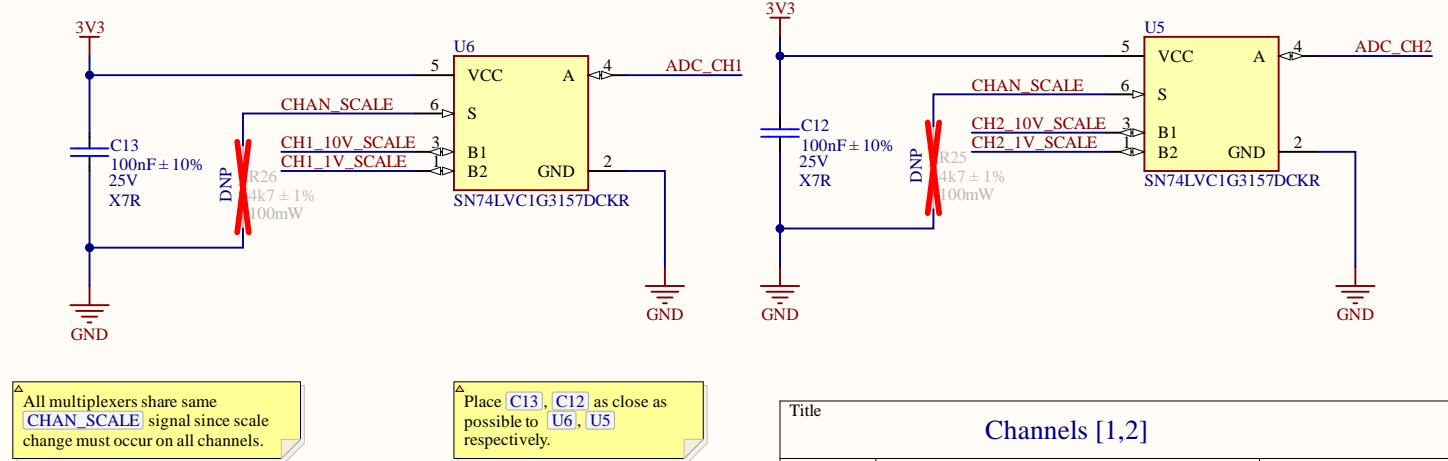 3V3
U6
5
VCC
A
4
ADC_CH1
CHAN_SCALE
6
S
C13
100nF ± 10%
25V
X7R
DNP
R26
4k7 ± 1%
100mW
CH1_10V_SCALE
3
B1
CH1_1V_SCALE
1
B2
GND
2
SN74LVC1G3157DCKR
GND
GND
3V3
U5
5
VCC
A
4
ADC_CH2
CHAN_SCALE
6
S
C12
100nF ± 10%
25V
X7R
DNP
R25
4k7 ± 1%
100mW
CH2_10V_SCALE
3
B1
CH2_1V_SCALE
1
B2
GND
2
SN74LVC1G3157DCKR
GND
GND
All multiplexers share same
CHAN_SCALE signal since scale
change must occur on all channels.
Place C13, C12 as close as
possible to U6, U5
respectively.
Title
Channels [1,2]